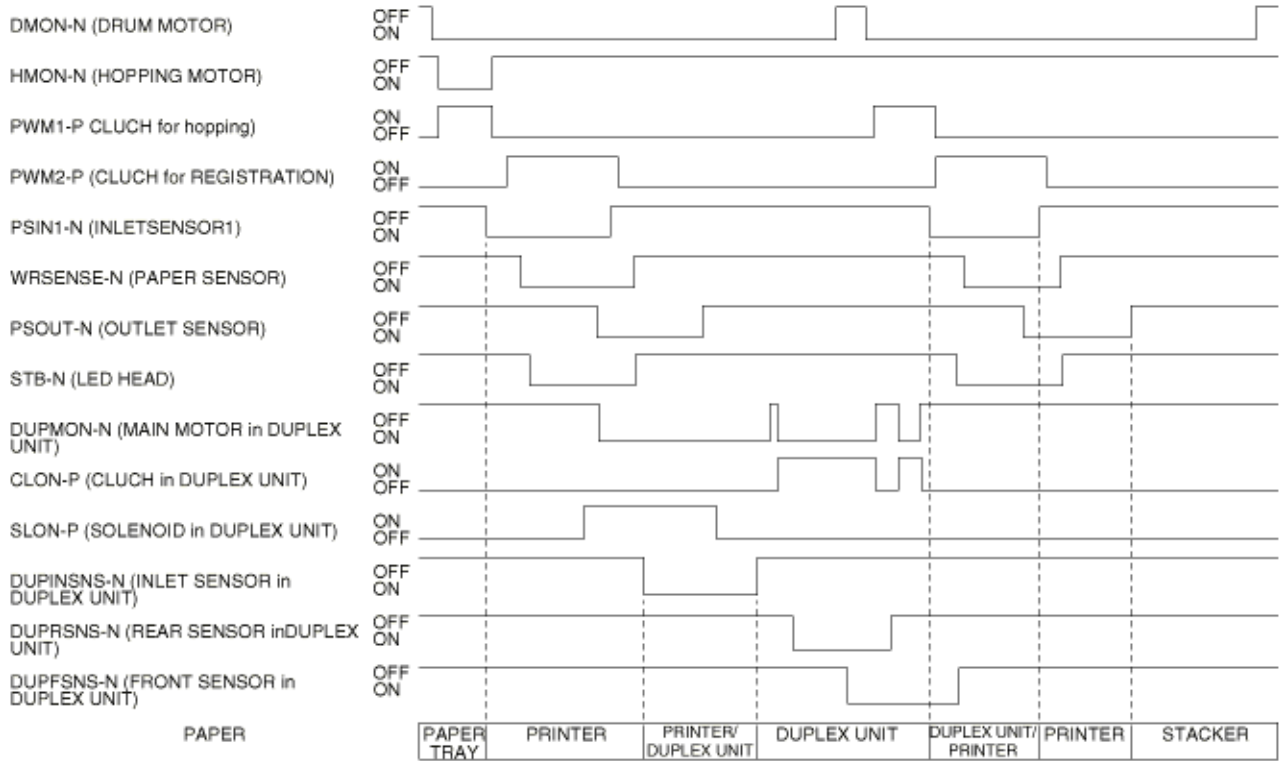 DMON-N (DRUM MOTOR) OFF
ON
HMON-N (HOPPING MOTOR) OFF
ON
PWM1-P CLUCH for hopping) ON
OFF
PWM2-P (CLUCH for REGISTRATION) ON
OFF
PSIN1-N (INLETSENSOR1) OFF
ON
WRSENSE-N (PAPER SENSOR) OFF
ON
PSOUT-N (OUTLET SENSOR) OFF
ON
STB-N (LED HEAD) OFF
ON
DUPMON-N (MAIN MOTOR in DUPLEX OFF
UNIT) ON
CLON-P (CLUCH in DUPLEX UNIT) ON
OFF
SLON-P (SOLENOID in DUPLEX UNIT) ON
OFF
DUPINSNS-N (INLET SENSOR in OFF
DUPLEX UNIT) ON
DUPRSNS-N (REAR SENSOR inDUPLEX OFF
UNIT) ON
DUPFSNS-N (FRONT SENSOR in OFF
DUPLEX UNIT) ON
PAPER
PAPER
TRAY
PRINTER
PRINTER/
DUPLEX UNIT
DUPLEX UNIT
DUPLEX UNIT/
PRINTER
PRINTER
STACKER